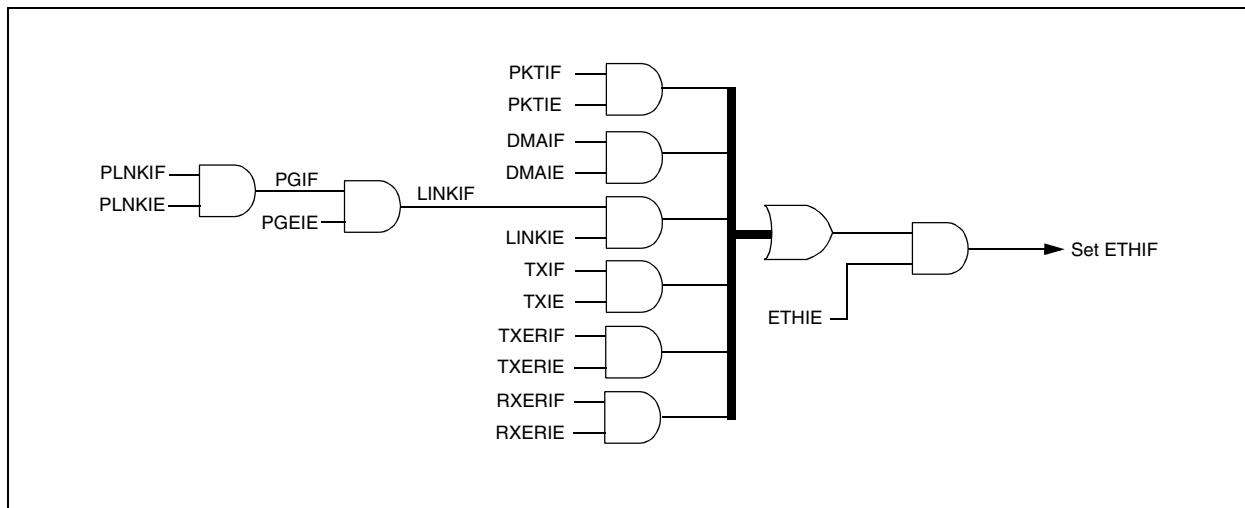 PKTIF
PKTIE
DMAIF
DMAIE
PLNKIF
PLNKIE
PGIF
PGEIE
LINKIF
LINKIE
TXIF
TXIE
TXERIF
TXERIE
RXERIF
RXERIE
ETHIE
Set ETHIF